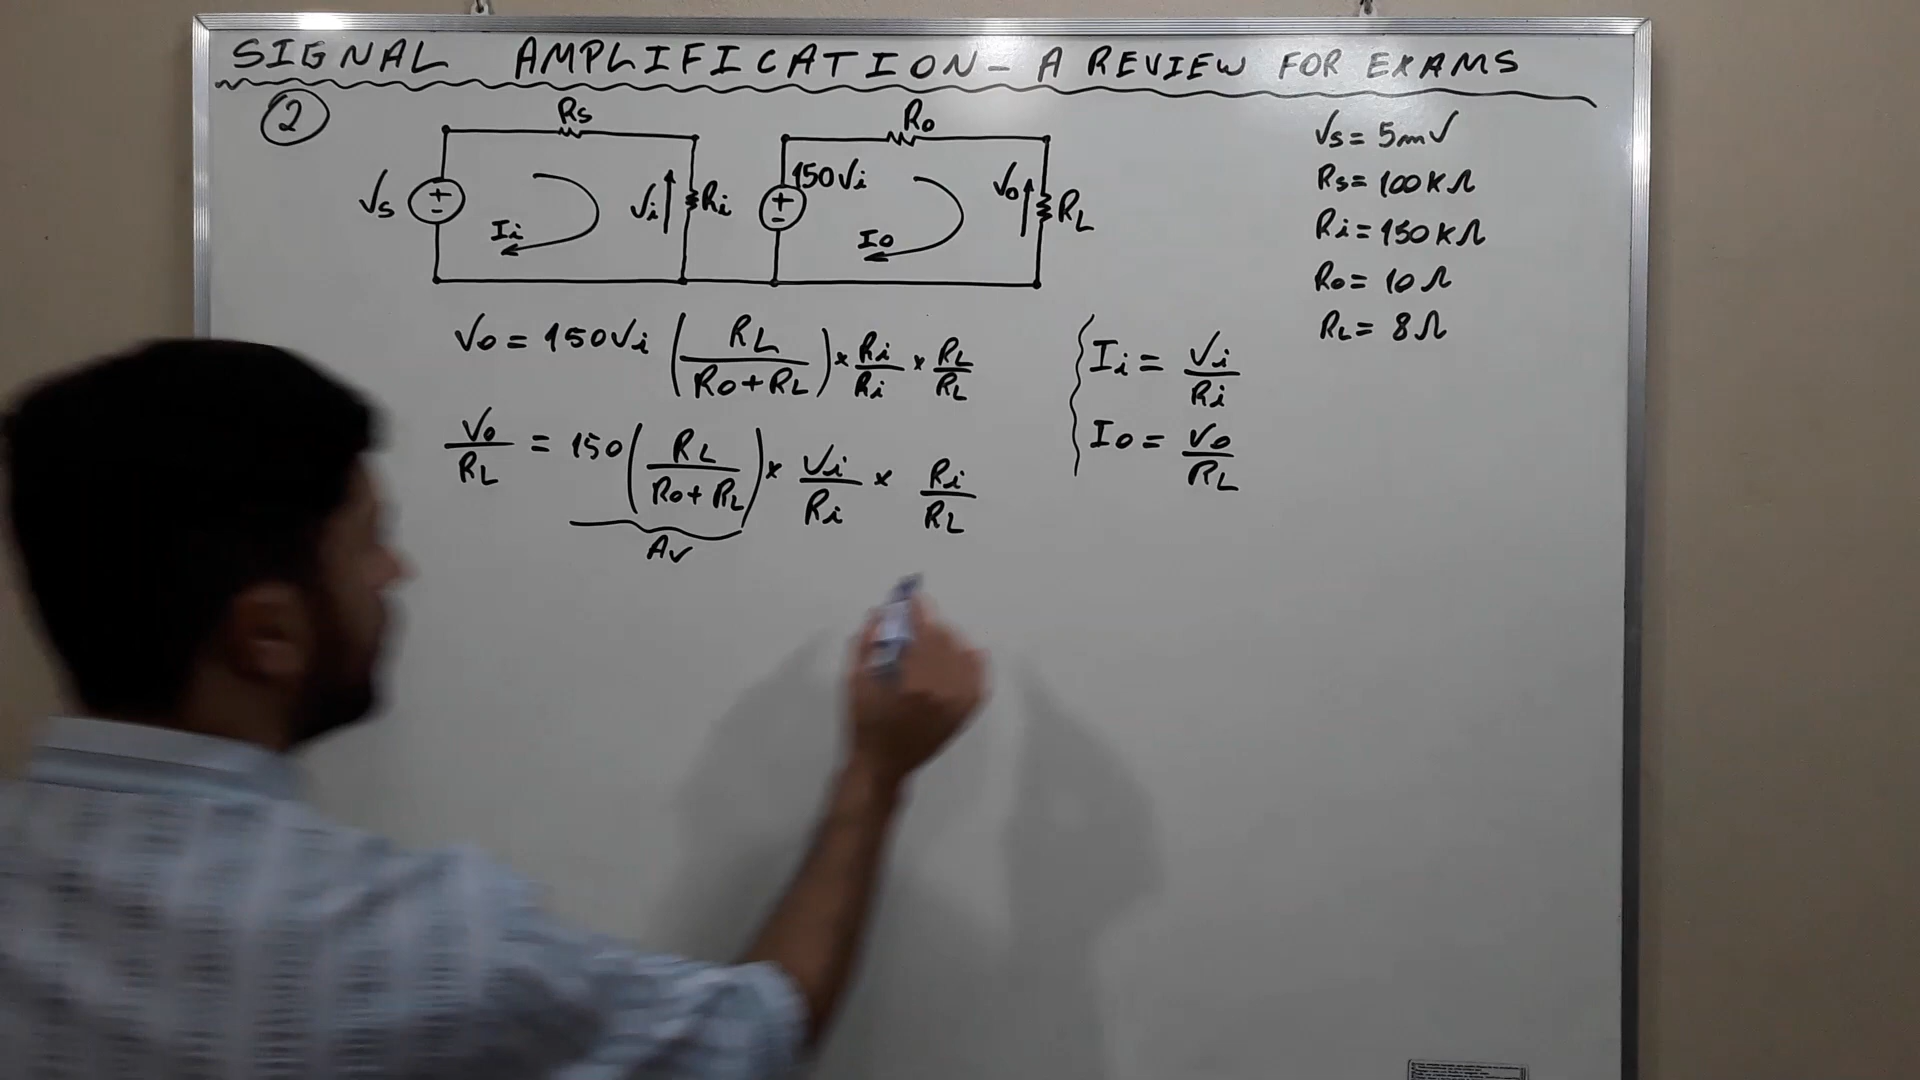 SIGNAL AMPLIFICATION - A REVIEW FOR EXAMS
2
Rs
Ro
Vs
+
-
Ii
Vi
Ri
150Vi
+
-
Io
Vo
RL
Vs = 5mV
Rs = 100KΩ
Ri = 150KΩ
Ro = 10Ω
RL = 8Ω
Vo = 150Vi (RL / Ro+RL) × Ri/Ri × RL/RL
Vo/RL = 150 (RL / Ro+RL) × Vi/Ri × Ri/RL
Av
Ii = Vi/Ri
Io = Vo/RL